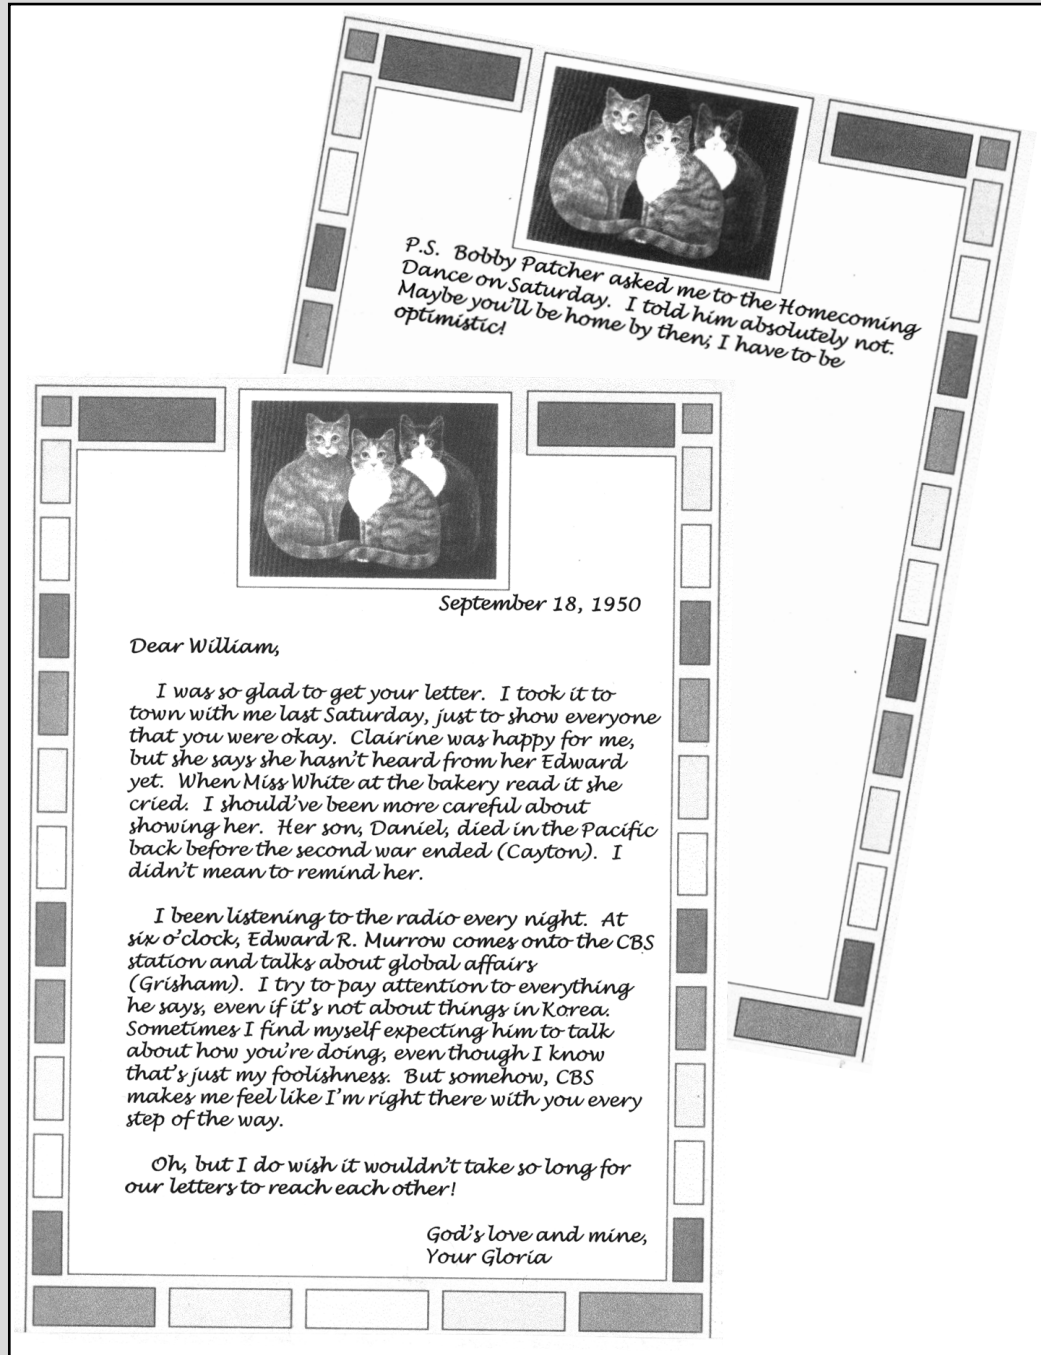 September 18, 1950
Dear William,
I was so glad to get your letter. I took it to
town with me last Saturday, just to show everyone
that you were okay. Clairine was happy for me,
but she says she hasn't heard from her Edward
yet. When Miss White at the bakery read it she
cried. I should've been more careful about
showing her. Her son, Daniel, died in the Pacific
back before the second war ended (Cayton). I
didn't mean to remind her.
I been listening to the radio every night. At
six o'clock, Edward R. Murrow comes onto the CBS
station and talks about global affairs
(Grisham). I try to pay attention to everything
he says, even if it's not about things in Korea.
Sometimes I find myself expecting him to talk
about how you're doing, even though I know
that's just my foolishness. But somehow, CBS
makes me feel like I'm right there with you every
step of the way.
Oh, but I do wish it wouldn't take so long for
our letters to reach each other!
God's love and mine,
Your Gloria
P.S. Bobby Patcher asked me to the Homecoming
Dance on Saturday. I told him absolutely not.
Maybe you'll be home by then; I have to be
optimistic!